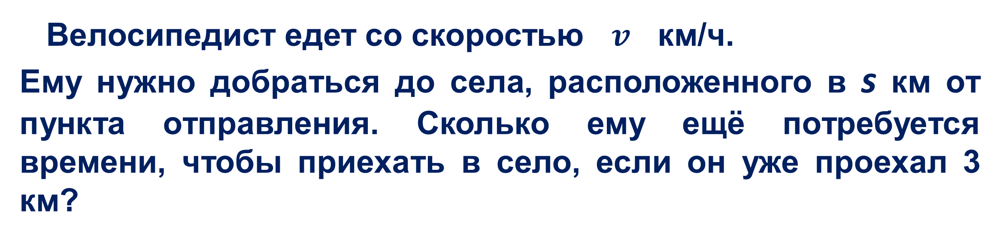 Велосипедист едет со скоростью v км/ч.
Ему нужно добраться до села, расположенного в S км от
пункта отправления. Сколько ему ещё потребуется
времени, чтобы приехать в село, если он уже проехал 3
км?